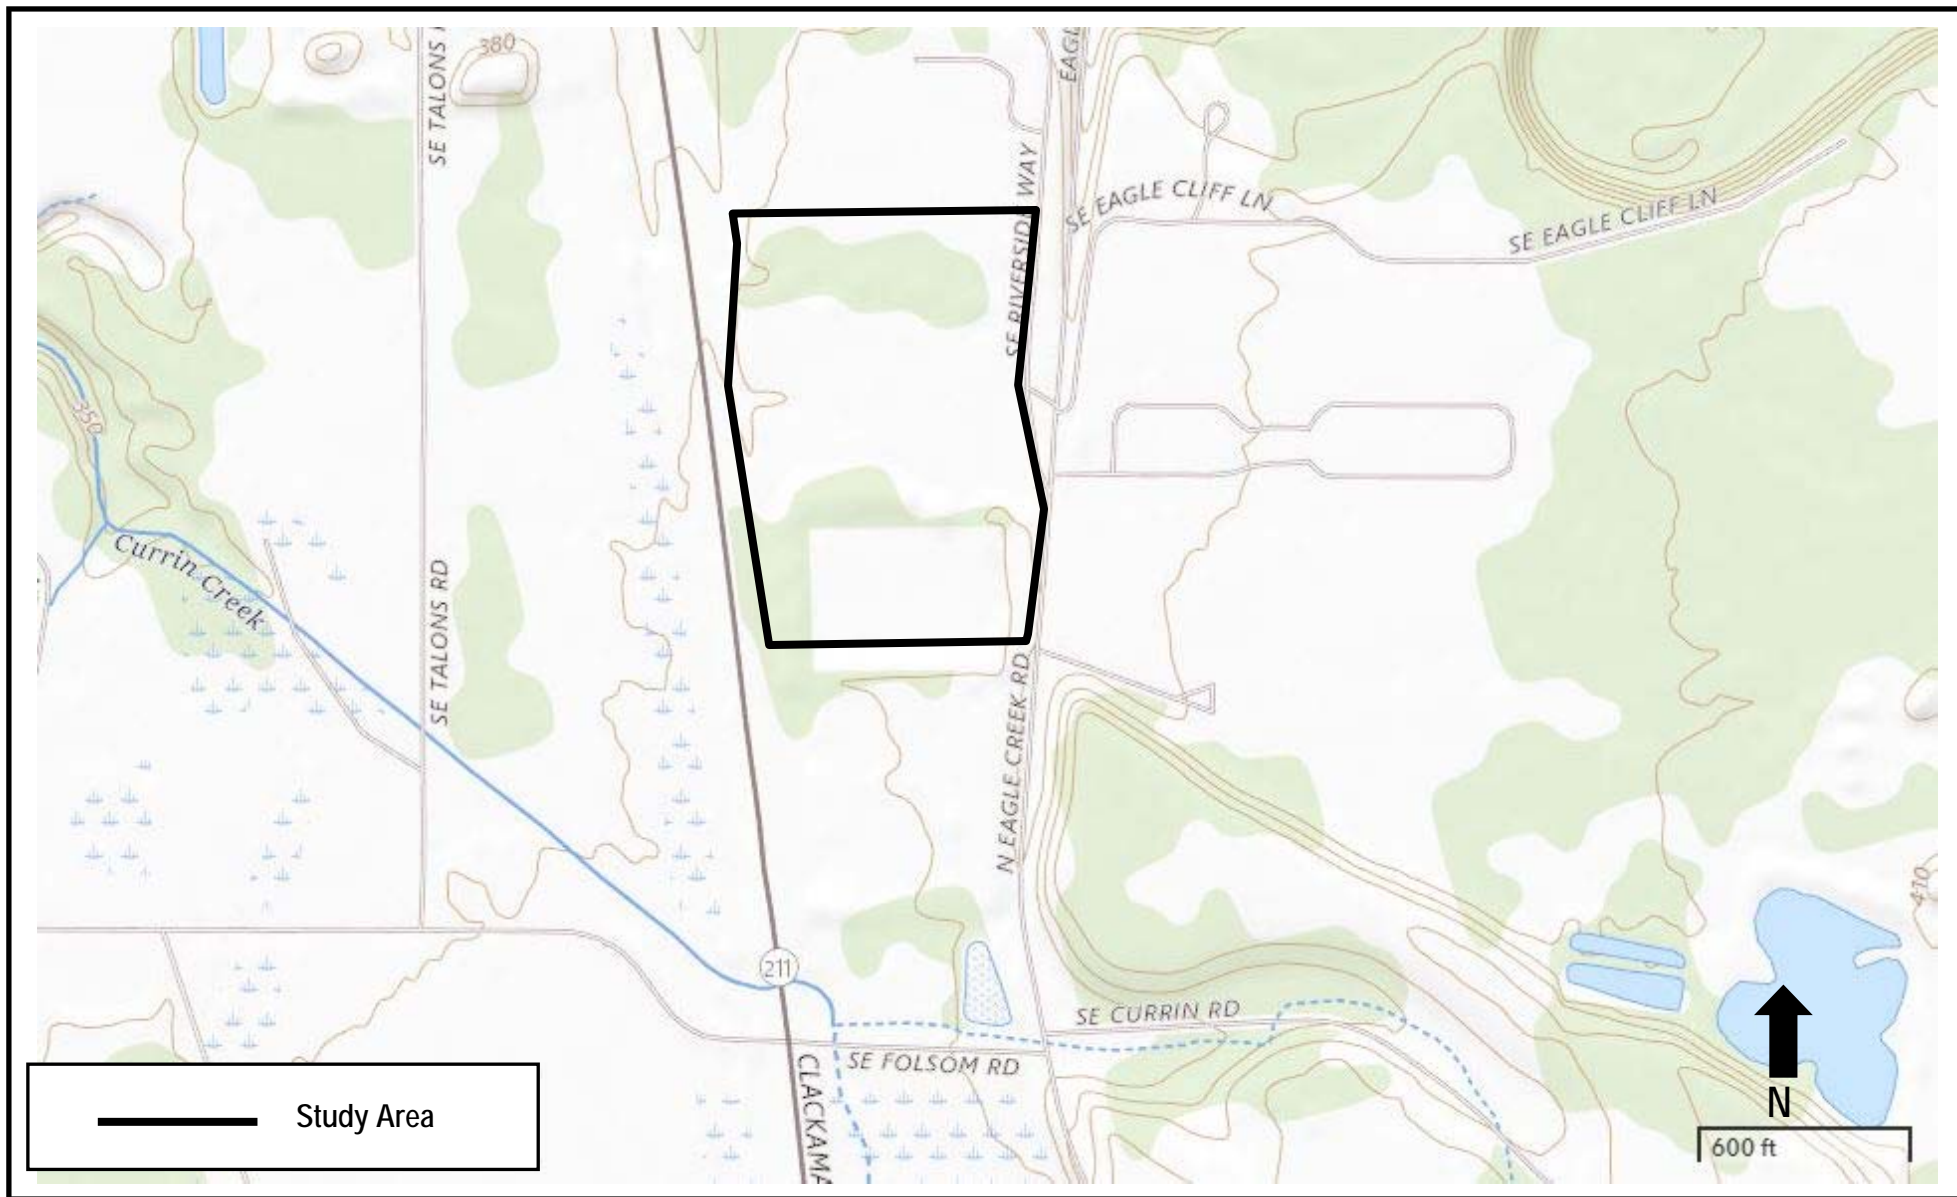 380
SE TALONS
EAGL
SE RIVERSIDE WAY
SE EAGLE CLIFF LN
SE EAGLE CLIFF LN
350
Currin Creek
SE TALONS RD
N EAGLE CREEK RD
410
211
SE CURRIN RD
SE FOLSOM RD
CLACKAMA
Study Area
N
600 ft